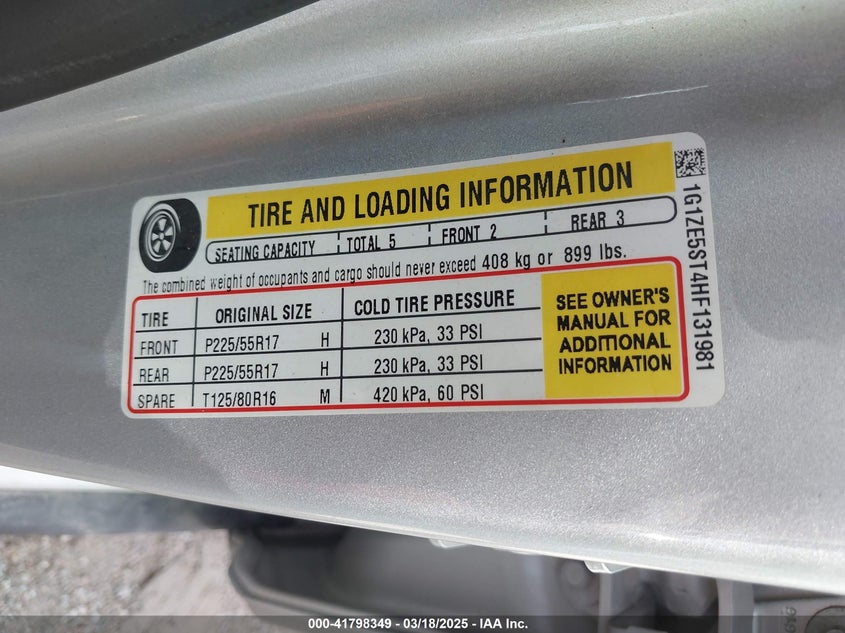 TIRE AND LOADING INFORMATION
SEATING CAPACITY TOTAL 5 FRONT 2 REAR 3
The combined weight of occupants and cargo should never exceed 408 kg or 899 lbs.
TIRE ORIGINAL SIZE COLD TIRE PRESSURE
FRONT P225/55R17 H 230 kPa, 33 PSI
REAR P225/55R17 H 230 kPa, 33 PSI
SPARE T125/80R16 M 420 kPa, 60 PSI
SEE OWNER'S
MANUAL FOR
ADDITIONAL
INFORMATION
1G1ZE5ST4HF131981
000-41798349 - 03/18/2025 - IAA Inc.